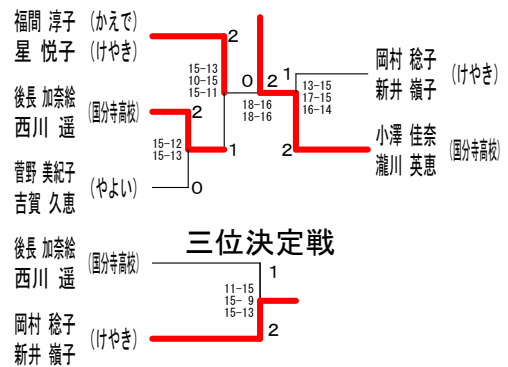 福間 淳子 (かえで)
星 悦子 (けやき)
2
15-13
10-15
15-11
後長 加奈絵
西川 遥
(国分寺高校)
2
15-12
15-13
1
菅野 美紀子
吉賀 久恵
(やよい)
0
0
2
18-16
18-16
1
13-15
17-15
16-14
2
岡村 稔子
新井 嶺子
(けやき)
小澤 佳奈
瀧川 英恵
(国分寺高校)
三位決定戦
後長 加奈絵
西川 遥
(国分寺高校)
1
11-15
15- 9
15-13
岡村 稔子
新井 嶺子
(けやき)
2